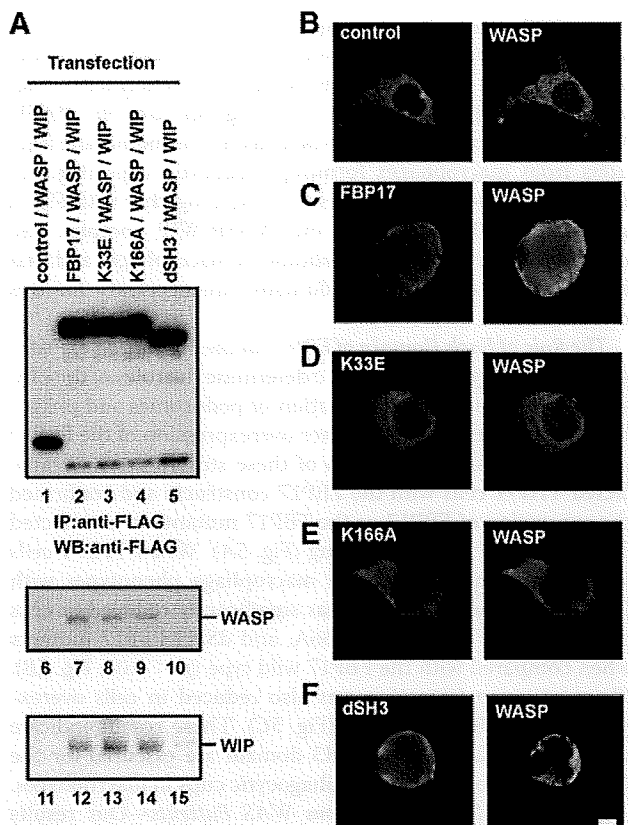 A
Transfection
control / WASP / WIP
FBP17 / WASP / WIP
K33E / WASP / WIP
K166A / WASP / WIP
dSH3 / WASP / WIP
1 2 3 4 5
IP:anti-FLAG
WB:anti-FLAG
WASP
6 7 8 9 10
WIP
11 12 13 14 15
B
control
WASP
C
FBP17
WASP
D
K33E
WASP
E
K166A
WASP
F
dSH3
WASP